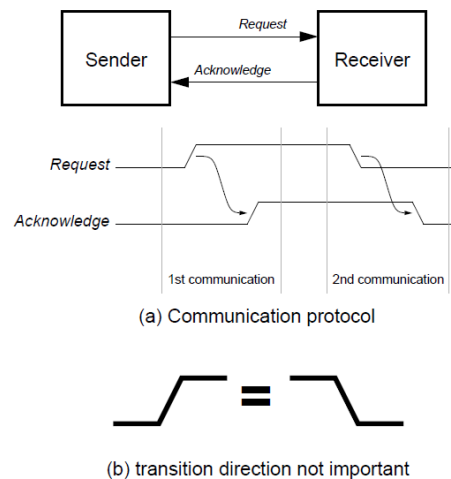 Request
Sender
Receiver
Acknowledge
Request
Acknowledge
1st communication
2nd communication
(a) Communication protocol
=
(b) transition direction not important